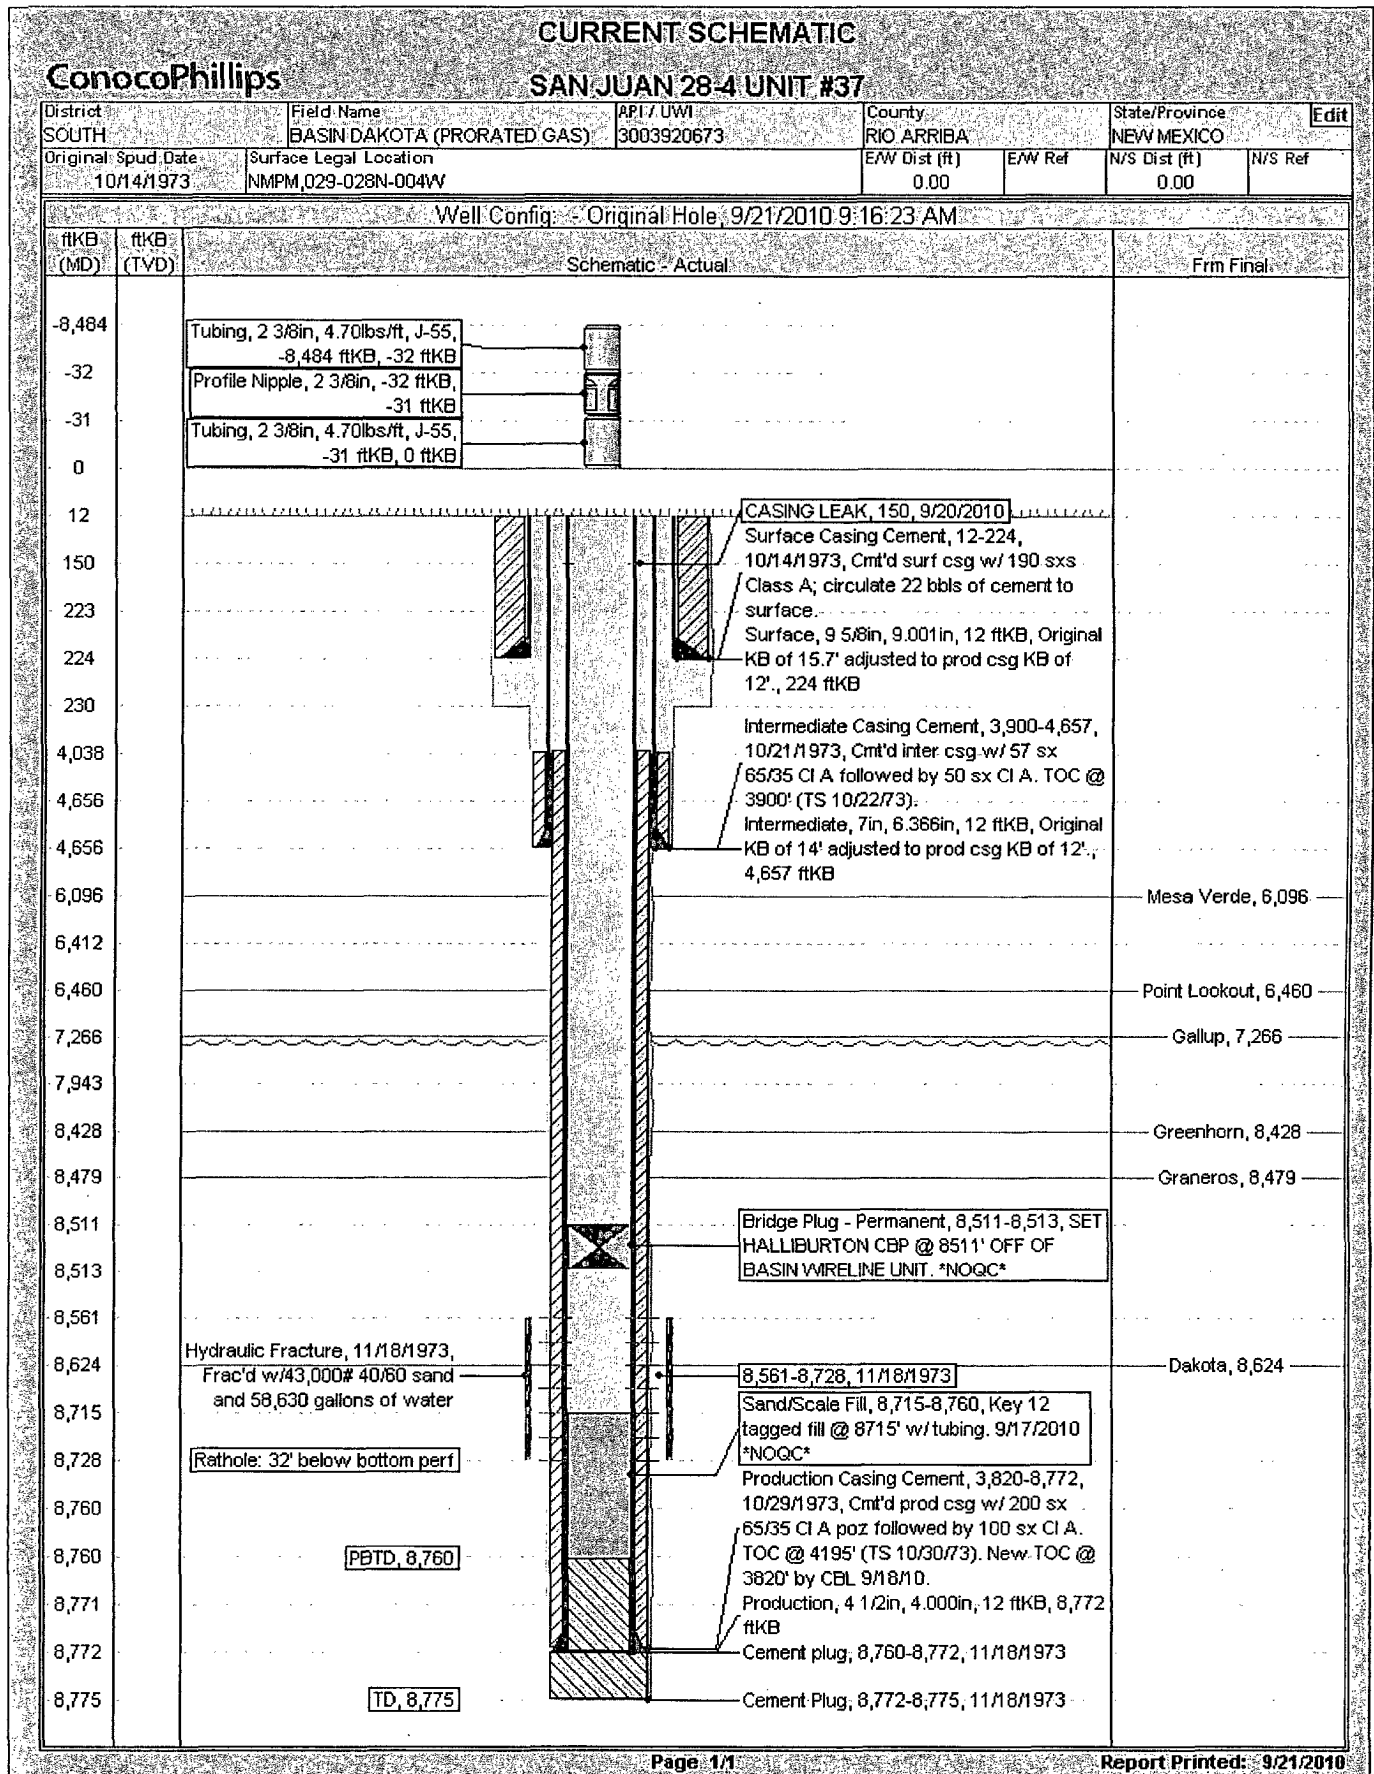 CURRENT SCHEMATIC
ConocoPhillips
SAN JUAN 28-4 UNIT #37
District
SOUTH
Field Name
BASIN DAKOTA (PRORATED GAS)
API / UWI
3003920673
County
RIO ARRIBA
State/Province
NEW MEXICO
Edit
Original Spud Date
10/14/1973
Surface Legal Location
NMPM,029-028N-004W
E/W Dist (ft)
0.00
E/W Ref
N/S Dist (ft)
0.00
N/S Ref
Well Config: - Original Hole, 9/21/2010 9:16:23 AM
ftKB (MD)
ftKB (TVD)
Schematic - Actual
Frm Final
-8,484
-32
-31
0
12
150
223
224
230
4,038
4,656
4,656
6,096
6,412
6,460
7,266
7,943
8,428
8,479
8,511
8,513
8,561
8,624
8,715
8,728
8,760
8,760
8,771
8,772
8,775
Tubing, 2 3/8in, 4.70lbs/ft, J-55,
-8,484 ftKB, -32 ftKB
Profile Nipple, 2 3/8in, -32 ftKB,
-31 ftKB
Tubing, 2 3/8in, 4.70lbs/ft, J-55,
-31 ftKB, 0 ftKB
CASING LEAK, 150, 9/20/2010
Surface Casing Cement, 12-224,
10/14/1973, Cmt'd surf csg w/ 190 sxs
Class A; circulate 22 bbls of cement to
surface.
Surface, 9 5/8in, 9.001in, 12 ftKB, Original
KB of 15.7' adjusted to prod csg KB of
12'., 224 ftKB
Intermediate Casing Cement, 3,900-4,657,
10/21/1973, Cmt'd inter csg w/ 57 sx
65/35 Cl A followed by 50 sx Cl A. TOC @
3900' (TS 10/22/73).
Intermediate, 7in, 6.366in, 12 ftKB, Original
KB of 14' adjusted to prod csg KB of 12'.,
4,657 ftKB
Mesa Verde, 6,096
Point Lookout, 6,460
Gallup, 7,266
Greenhorn, 8,428
Graneros, 8,479
Bridge Plug - Permanent, 8,511-8,513, SET
HALLIBURTON CBP @ 8511' OFF OF
BASIN WIRELINE UNIT. *NOQC*
Hydraulic Fracture, 11/18/1973,
Frac'd w/43,000# 40/60 sand
and 58,630 gallons of water
Dakota, 8,624
8,561-8,728, 11/18/1973
Sand/Scale Fill, 8,715-8,760, Key 12
tagged fill @ 8715' w/ tubing. 9/17/2010
*NOQC*
Rathole: 32' below bottom perf
Production Casing Cement, 3,820-8,772,
10/29/1973, Cmt'd prod csg w/ 200 sx
65/35 Cl A poz followed by 100 sx Cl A.
TOC @ 4195' (TS 10/30/73). New TOC @
3820' by CBL 9/18/10.
Production, 4 1/2in, 4.000in, 12 ftKB, 8,772
ftKB
PBTD, 8,760
Cement plug, 8,760-8,772, 11/18/1973
TD, 8,775
Cement Plug, 8,772-8,775, 11/18/1973
Page 1/1
Report Printed: 9/21/2010